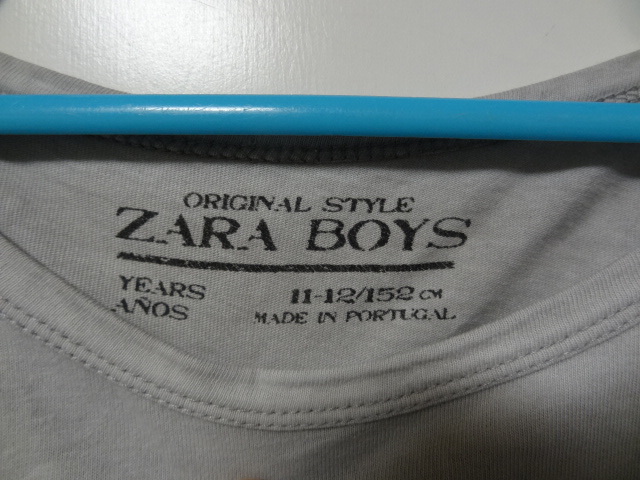 ORIGINAL STYLE
ZARA BOYS
YEARS 11-12/152 CM
AÑOS MADE IN PORTUGAL